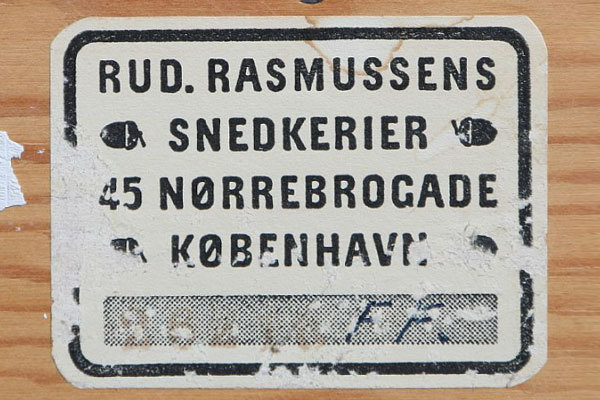 RUD. RASMUSSENS
SNEDKERIER
45 NØRREBROGADE
KØBENHAVN
F F.